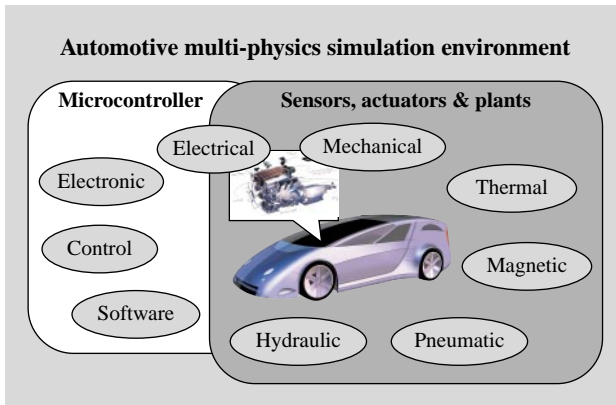 Automotive multi-physics simulation environment
Microcontroller
Sensors, actuators & plants
Electrical
Mechanical
Electronic
Thermal
Control
Magnetic
Software
Hydraulic
Pneumatic